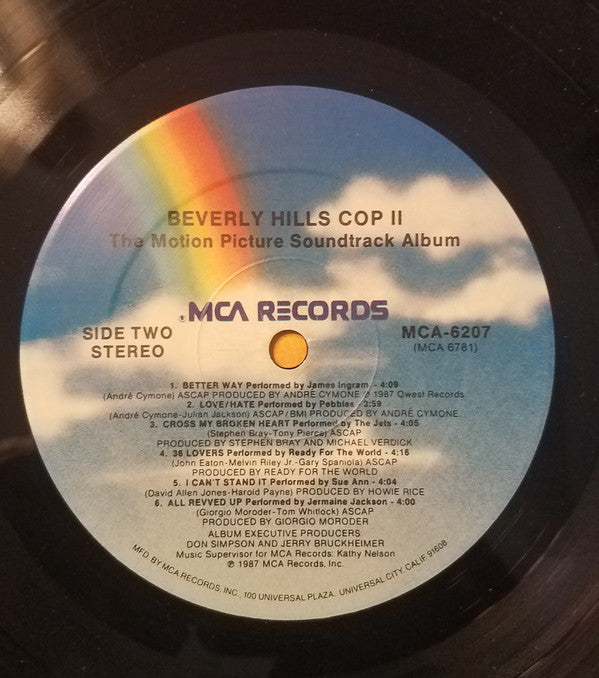 BEVERLY HILLS COP II
The Motion Picture Soundtrack Album
®MCA RECORDS
SIDE TWO
STEREO
MCA-6207
(MCA 6781)
1. BETTER WAY Performed by James Ingram - 4:09
(André Cymone) ASCAP PRODUCED BY ANDRÉ CYMONE ℗ 1987 Qwest Records
2. LOVE/HATE Performed by Pebbles - 3:59
(André Cymone-Julian Jackson) ASCAP/BMI PRODUCED BY ANDRÉ CYMONE
3. CROSS MY BROKEN HEART Performed by The Jets - 4:05
(Stephen Bray-Tony Pierce) ASCAP
PRODUCED BY STEPHEN BRAY AND MICHAEL VERDICK
4. 36 LOVERS Performed by Ready For The World - 4:16
(John Eaton-Melvin Riley Jr.-Gary Spaniola) ASCAP
PRODUCED BY READY FOR THE WORLD
5. I CAN'T STAND IT Performed by Sue Ann - 4:04
(David Allen Jones-Harold Payne) PRODUCED BY HOWIE RICE
6. ALL REVVED UP Performed by Jermaine Jackson - 4:00
(Giorgio Moroder-Tom Whitlock) ASCAP
PRODUCED BY GIORGIO MORODER
ALBUM EXECUTIVE PRODUCERS:
DON SIMPSON AND JERRY BRUCKHEIMER
Music Supervisor for MCA Records: Kathy Nelson
℗ 1987 MCA Records, Inc.
MFD. BY MCA RECORDS, INC., 100 UNIVERSAL PLAZA, UNIVERSAL CITY, CALIF. 91608